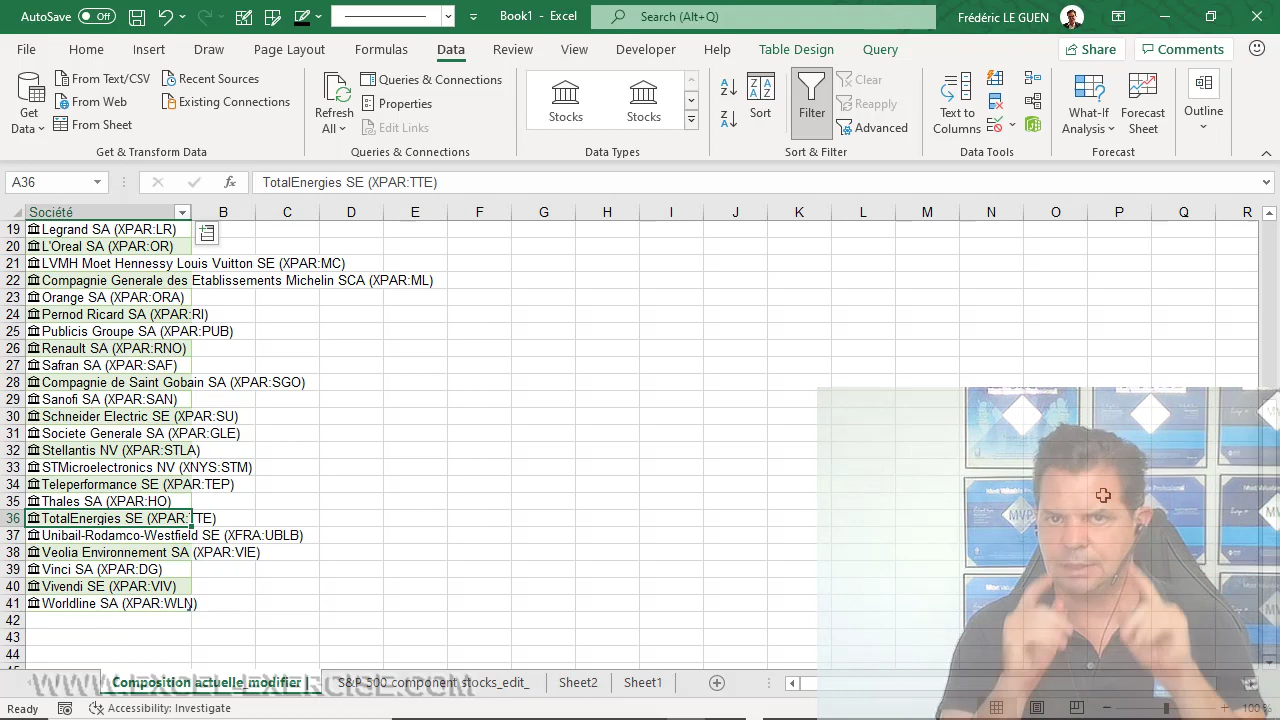 AutoSave Off Book1 - Excel Search (Alt+Q) Frédéric LE GUEN
File Home Insert Draw Page Layout Formulas Data Review View Developer Help Table Design Query Share Comments
From Text/CSV Recent Sources
From Web Existing Connections
From Sheet
Get Data
Get & Transform Data
Refresh All
Queries & Connections
Properties
Edit Links
Queries & Connections
Stocks Stocks
Data Types
Sort
Filter
Clear
Reapply
Advanced
Sort & Filter
Text to Columns
Data Tools
What-If Analysis
Forecast Sheet
Forecast
Outline
A36 fx TotalEnergies SE (XPAR:TTE)
Société B C D E F G H I J K L M N O P Q R
19 Legrand SA (XPAR:LR)
20 L'Oreal SA (XPAR:OR)
21 LVMH Moet Hennessy Louis Vuitton SE (XPAR:MC)
22 Compagnie Generale des Etablissements Michelin SCA (XPAR:ML)
23 Orange SA (XPAR:ORA)
24 Pernod Ricard SA (XPAR:RI)
25 Publicis Groupe SA (XPAR:PUB)
26 Renault SA (XPAR:RNO)
27 Safran SA (XPAR:SAF)
28 Compagnie de Saint Gobain SA (XPAR:SGO)
29 Sanofi SA (XPAR:SAN)
30 Schneider Electric SE (XPAR:SU)
31 Societe Generale SA (XPAR:GLE)
32 Stellantis NV (XPAR:STLA)
33 STMicroelectronics NV (XNYS:STM)
34 Teleperformance SE (XPAR:TEP)
35 Thales SA (XPAR:HO)
36 TotalEnergies SE (XPAR:TTE)
37 Unibail-Rodamco-Westfield SE (XFRA:UBLB)
38 Veolia Environnement SA (XPAR:VIE)
39 Vinci SA (XPAR:DG)
40 Vivendi SE (XPAR:VIV)
41 Worldline SA (XPAR:WLN)
42
43
44
MVP
Composition actuelle_modifier S&P 500 component stocks_edit_ Sheet2 Sheet1
WWW.EXCEL-EXERCISE.COM
Ready Accessibility: Investigate 100 %